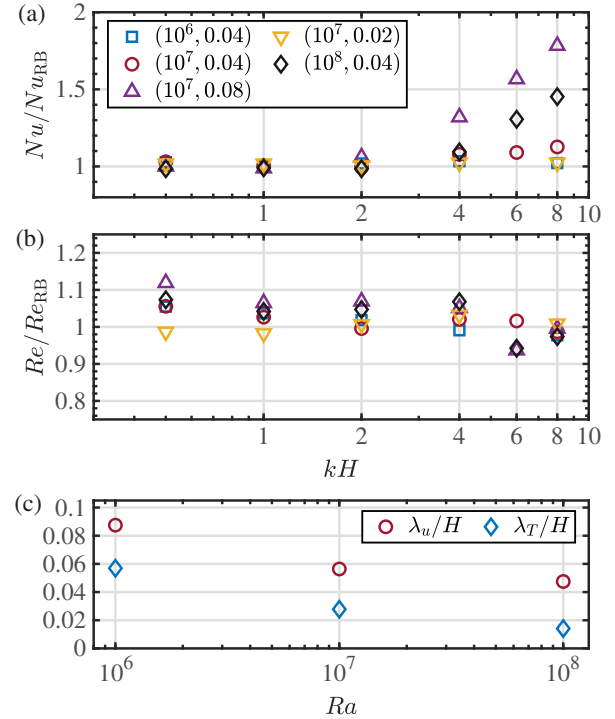 (a)
2
1.5
1
Nu/Nu_RB
(10^6, 0.04)
(10^7, 0.02)
(10^7, 0.04)
(10^8, 0.04)
(10^7, 0.08)
1 2 4 6 8 10
(b)
1.2
1.1
1
0.9
0.8
Re/Re_RB
1 2 4 6 8 10
kH
(c)
0.1
0.08
0.06
0.04
0.02
0
λ_u/H λ_T/H
10^6 10^7 10^8
Ra